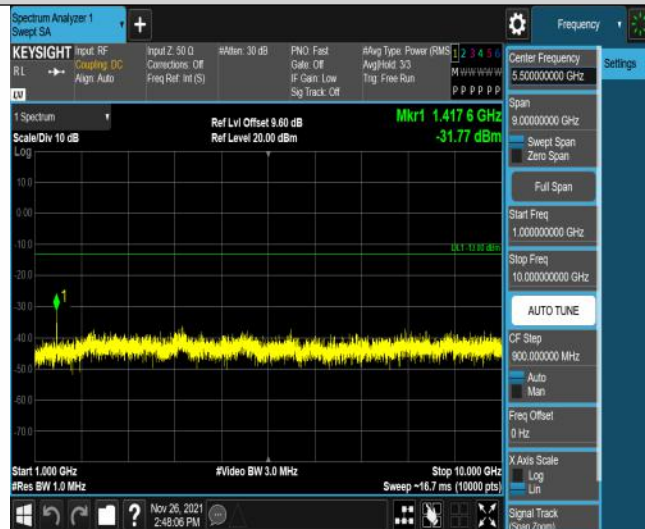 Spectrum Analyzer 1
Swept SA
+
Frequency
KEYSIGHT
Input: RF
Input Z: 50 Ω
#Atten: 30 dB
PNO: Fast
#Avg Type: Power (RMS
1 2 3 4 5 6
RL
Coupling: DC
Corrections: Off
Gate: Off
Avg|Hold: 3/3
M W W W W W
Align: Auto
Freq Ref: Int (S)
IF Gain: Low
Trig: Free Run
P P P P P P
Sig Track: Off
LXI
1 Spectrum
Ref Lvl Offset 9.60 dB
Mkr1 1.417 6 GHz
Scale/Div 10 dB
Ref Level 20.00 dBm
-31.77 dBm
Log
10.0
0.00
-10.0
DL1 -13.00 dBm
-20.0
1
-30.0
-40.0
-50.0
-60.0
-70.0
Start 1.000 GHz
#Video BW 3.0 MHz
Stop 10.000 GHz
#Res BW 1.0 MHz
Sweep ~16.7 ms (10000 pts)
Center Frequency
5.500000000 GHz
Settings
Span
9.00000000 GHz
Swept Span
Zero Span
Full Span
Start Freq
1.000000000 GHz
Stop Freq
10.000000000 GHz
AUTO TUNE
CF Step
900.000000 MHz
Auto
Man
Freq Offset
0 Hz
X Axis Scale
Log
Lin
Signal Track
(Span Zoom)
?
Nov 26, 2021
2:48:06 PM